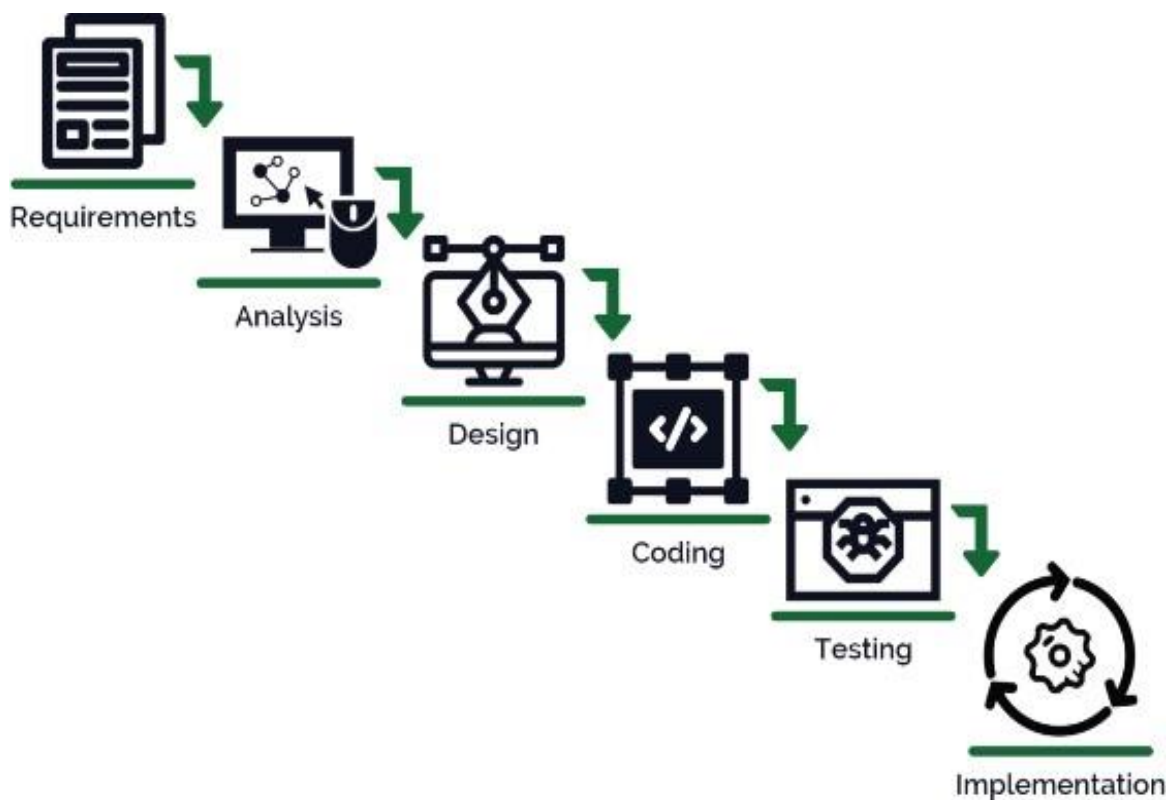 Requirements
Analysis
Design
</>
Coding
Testing
Implementation